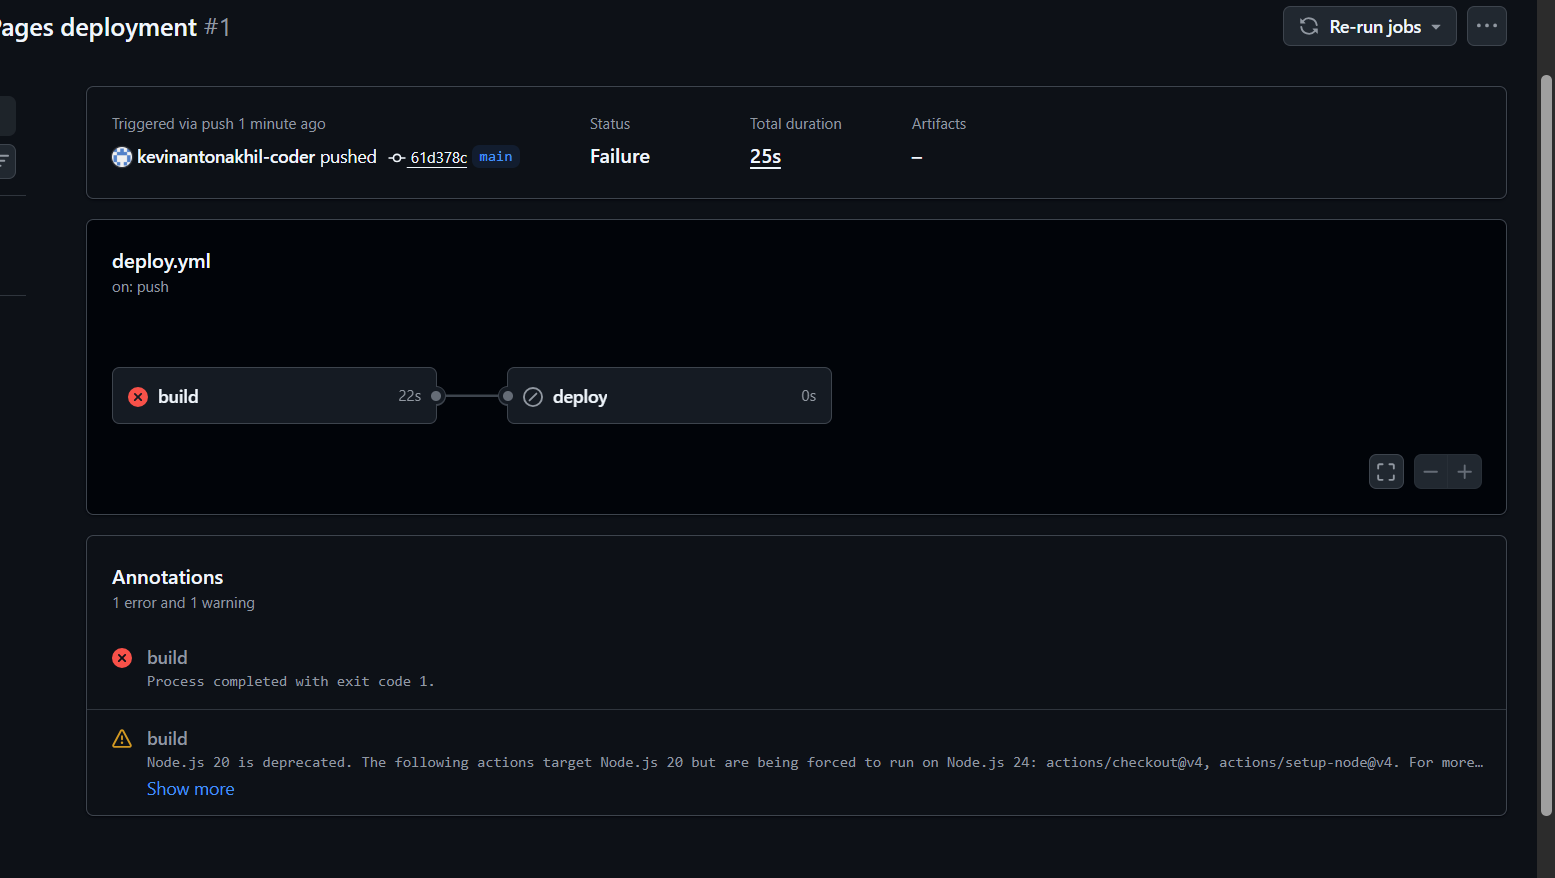 ages deployment #1
Re-run jobs
Triggered via push 1 minute ago
kevinantonakhil-coder pushed 61d378c main
Status
Failure
Total duration
25s
Artifacts
–
deploy.yml
on: push
build 22s
deploy 0s
Annotations
1 error and 1 warning
build
Process completed with exit code 1.
build
Node.js 20 is deprecated. The following actions target Node.js 20 but are being forced to run on Node.js 24: actions/checkout@v4, actions/setup-node@v4. For more…
Show more